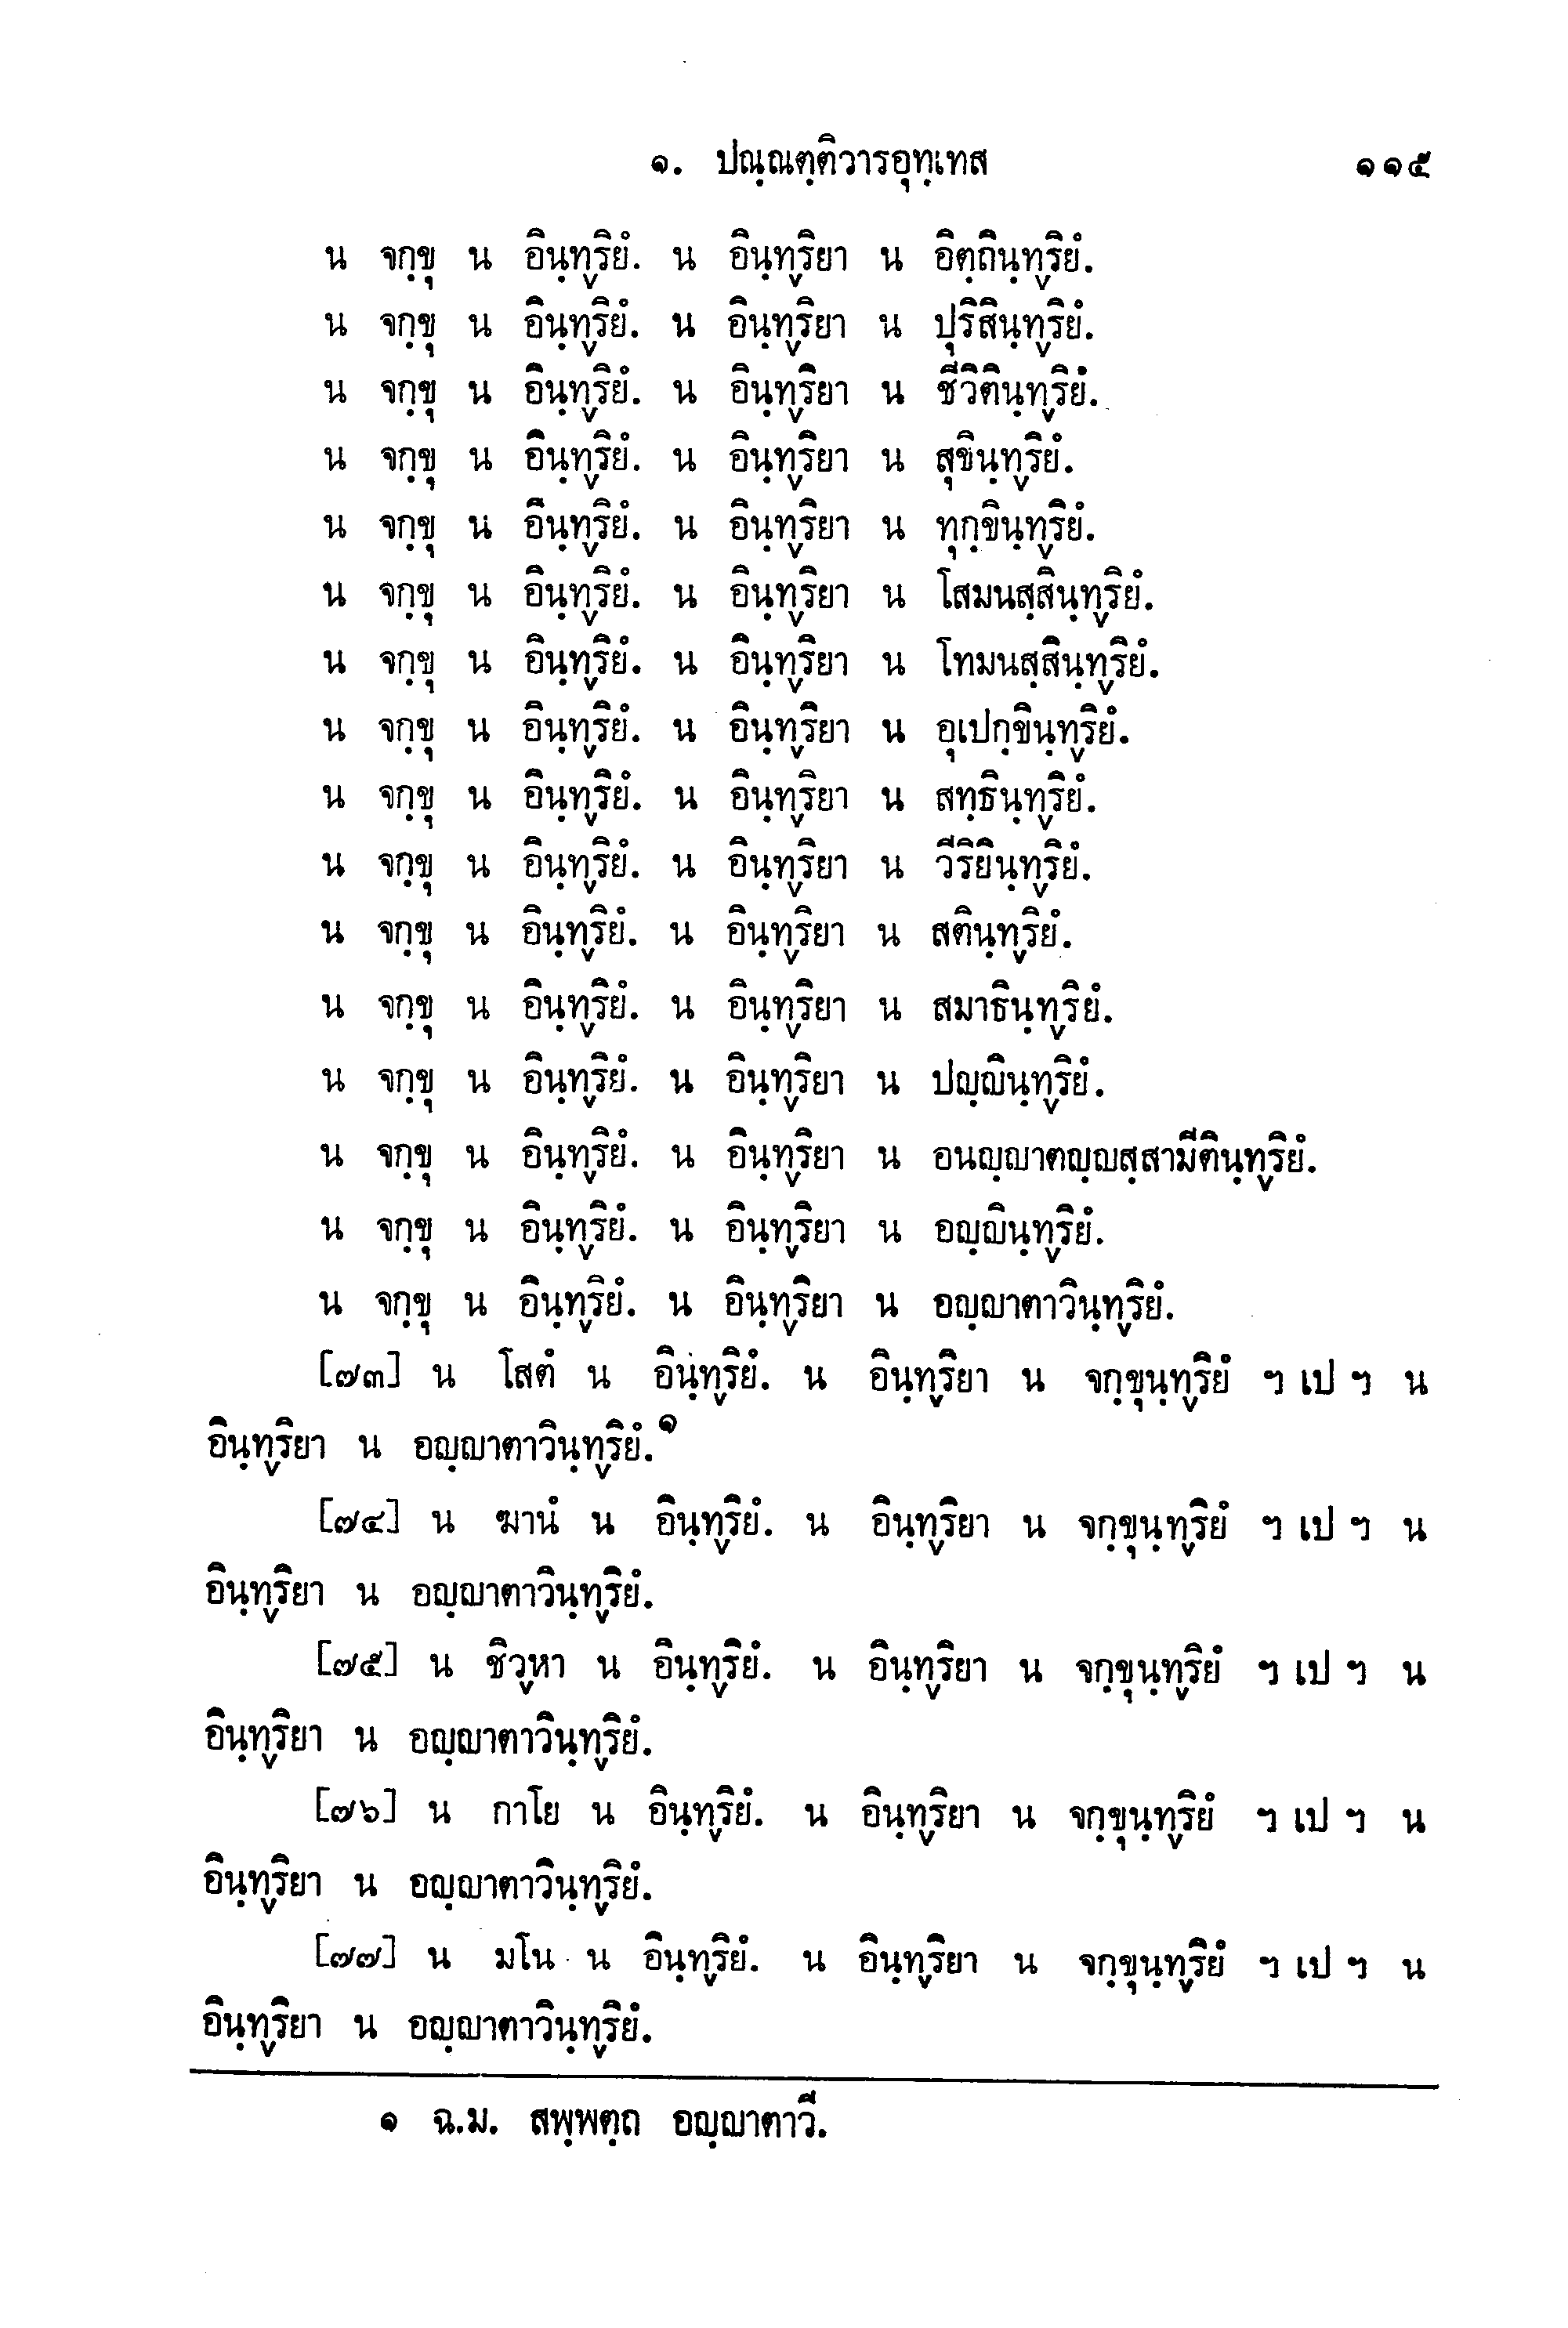 ๑. ปณฺณตฺติวารอุทฺเทส ๑๑๕
น จกฺขุ น อินฺทฺริยํ. น อินฺทฺริยา น อิตฺถินฺทฺริยํ.
น จกฺขุ น อินฺทฺริยํ. น อินฺทฺริยา น ปุริสินฺทฺริยํ.
น จกฺขุ น อินฺทฺริยํ. น อินฺทฺริยา น ชีวิตินฺทฺริยํ.
น จกฺขุ น อินฺทฺริยํ. น อินฺทฺริยา น สุขินฺทฺริยํ.
น จกฺขุ น อินฺทฺริยํ. น อินฺทฺริยา น ทุกฺขินฺทฺริยํ.
น จกฺขุ น อินฺทฺริยํ. น อินฺทฺริยา น โสมนสฺสินฺทฺริยํ.
น จกฺขุ น อินฺทฺริยํ. น อินฺทฺริยา น โทมนสฺสินฺทฺริยํ.
น จกฺขุ น อินฺทฺริยํ. น อินฺทฺริยา น อุเปกฺขินฺทฺริยํ.
น จกฺขุ น อินฺทฺริยํ. น อินฺทฺริยา น สทฺธินฺทฺริยํ.
น จกฺขุ น อินฺทฺริยํ. น อินฺทฺริยา น วีริยินฺทฺริยํ.
น จกฺขุ น อินฺทฺริยํ. น อินฺทฺริยา น สตินฺทฺริยํ.
น จกฺขุ น อินฺทฺริยํ. น อินฺทฺริยา น สมาธินฺทฺริยํ.
น จกฺขุ น อินฺทฺริยํ. น อินฺทฺริยา น ปญฺญินฺทฺริยํ.
น จกฺขุ น อินฺทฺริยํ. น อินฺทฺริยา น อนญฺญาตญฺญสฺสามีตินฺทฺริยํ.
น จกฺขุ น อินฺทฺริยํ. น อินฺทฺริยา น อญฺญินฺทฺริยํ.
น จกฺขุ น อินฺทฺริยํ. น อินฺทฺริยา น อญฺญาตาวินฺทฺริยํ.
[๗๓] น โสตํ น อินฺทฺริยํ. น อินฺทฺริยา น จกฺขุนฺทฺริยํ ฯ เป ฯ น
อินฺทฺริยา น อญฺญาตาวินฺทฺริยํ.๑
[๗๔] น ฆานํ น อินฺทฺริยํ. น อินฺทฺริยา น จกฺขุนฺทฺริยํ ฯ เป ฯ น
อินฺทฺริยา น อญฺญาตาวินฺทฺริยํ.
[๗๕] น ชิวฺหา น อินฺทฺริยํ. น อินฺทฺริยา น จกฺขุนฺทฺริยํ ฯ เป ฯ น
อินฺทฺริยา น อญฺญาตาวินฺทฺริยํ.
[๗๖] น กาโย น อินฺทฺริยํ. น อินฺทฺริยา น จกฺขุนฺทฺริยํ ฯ เป ฯ น
อินฺทฺริยา น อญฺญาตาวินฺทฺริยํ.
[๗๗] น มโน น อินฺทฺริยํ. น อินฺทฺริยา น จกฺขุนฺทฺริยํ ฯ เป ฯ น
อินฺทฺริยา น อญฺญาตาวินฺทฺริยํ.
๑ ฉ.ม. สพฺพตฺถ อญฺญาตาวี.